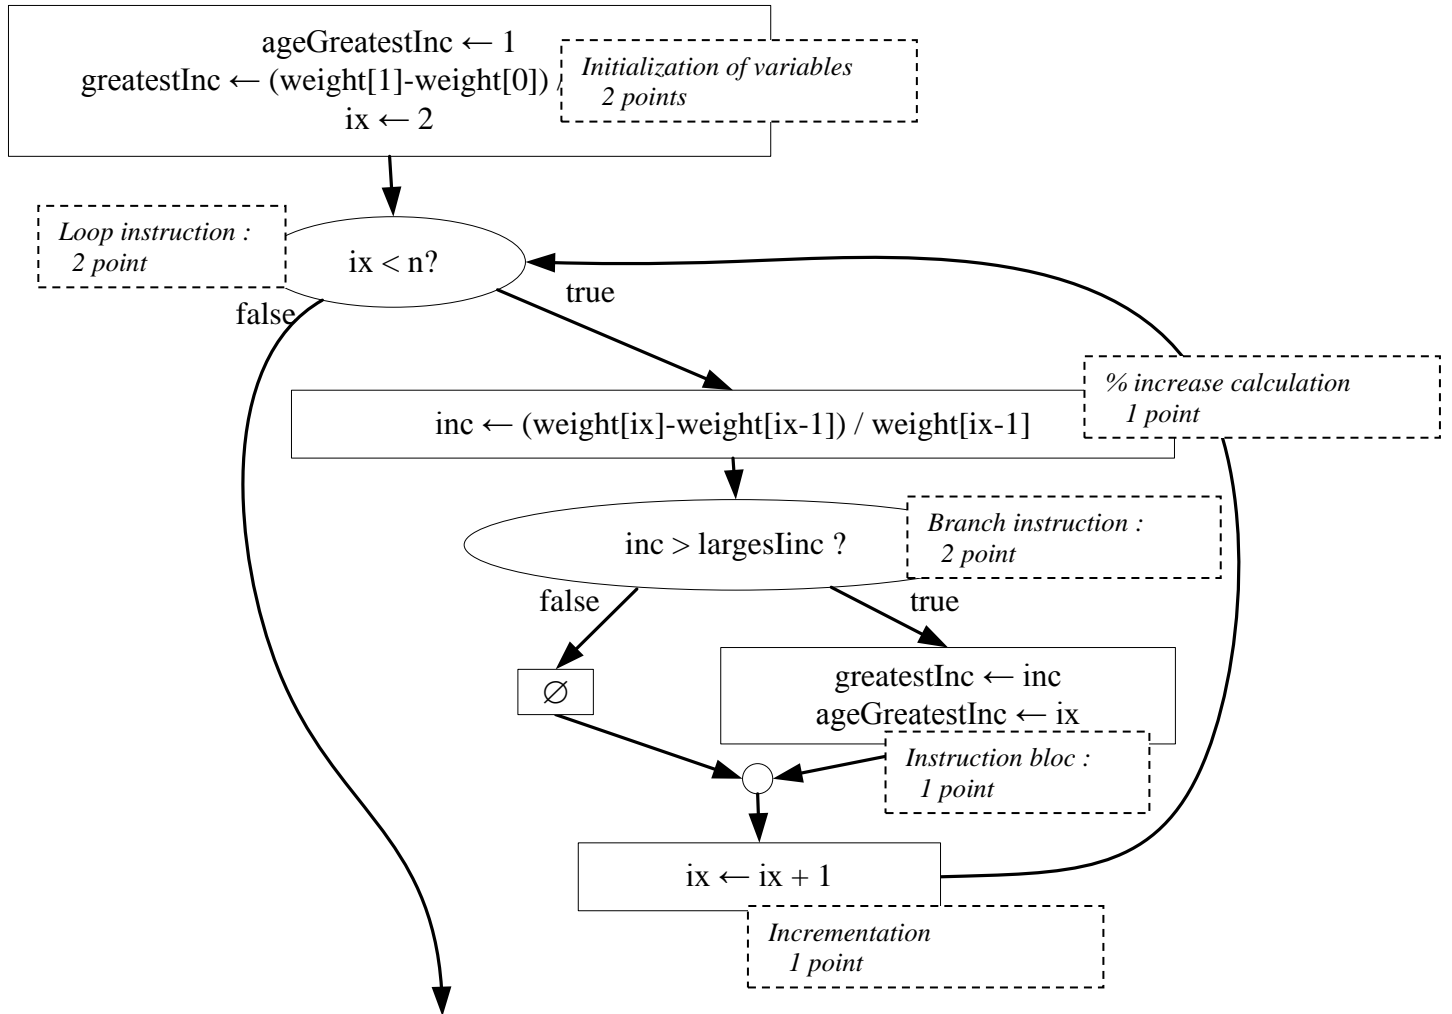 ageGreatestInc ← 1
greatestInc ← (weight[1]-weight[0]) /
ix ← 2
Initialization of variables
2 points
Loop instruction :
2 point
ix < n?
false
true
% increase calculation
1 point
inc ← (weight[ix]-weight[ix-1]) / weight[ix-1]
inc > largesIinc ?
Branch instruction :
2 point
false
true
∅
greatestInc ← inc
ageGreatestInc ← ix
Instruction bloc :
1 point
ix ← ix + 1
Incrementation
1 point